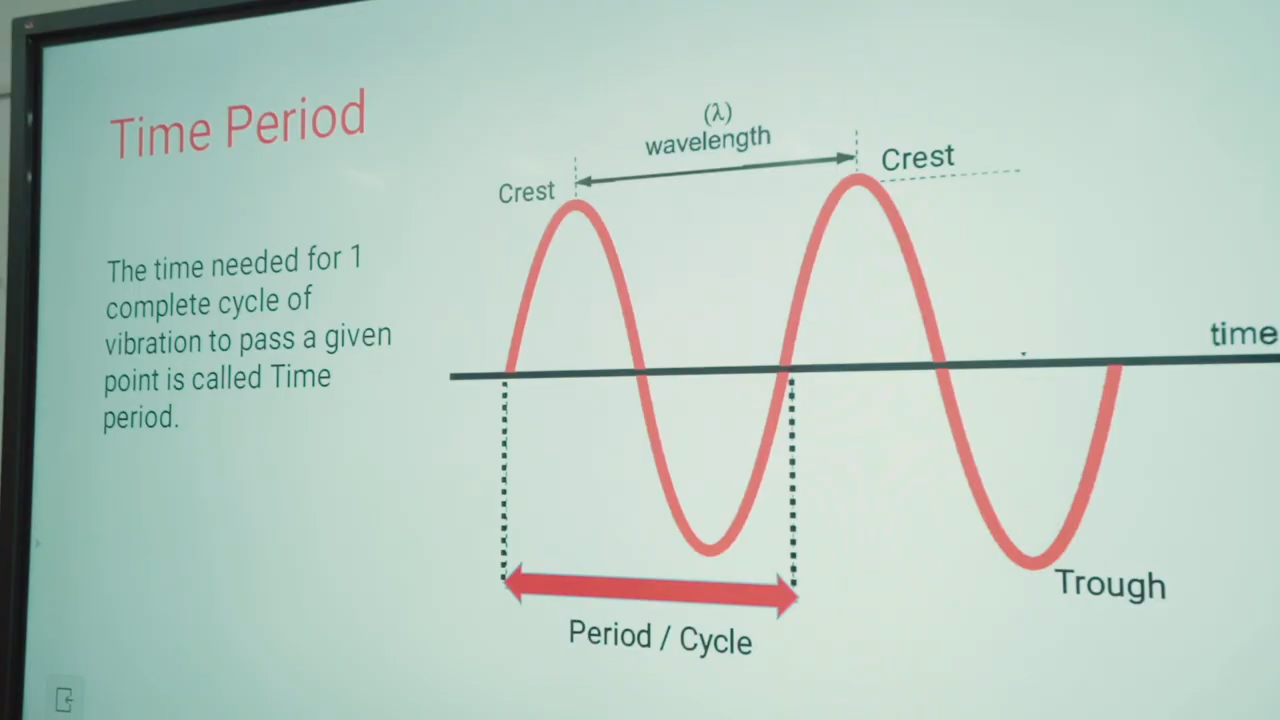 Time Period
The time needed for 1
complete cycle of
vibration to pass a given
point is called Time
period.
(λ)
wavelength
Crest
Crest
time
Trough
Period / Cycle